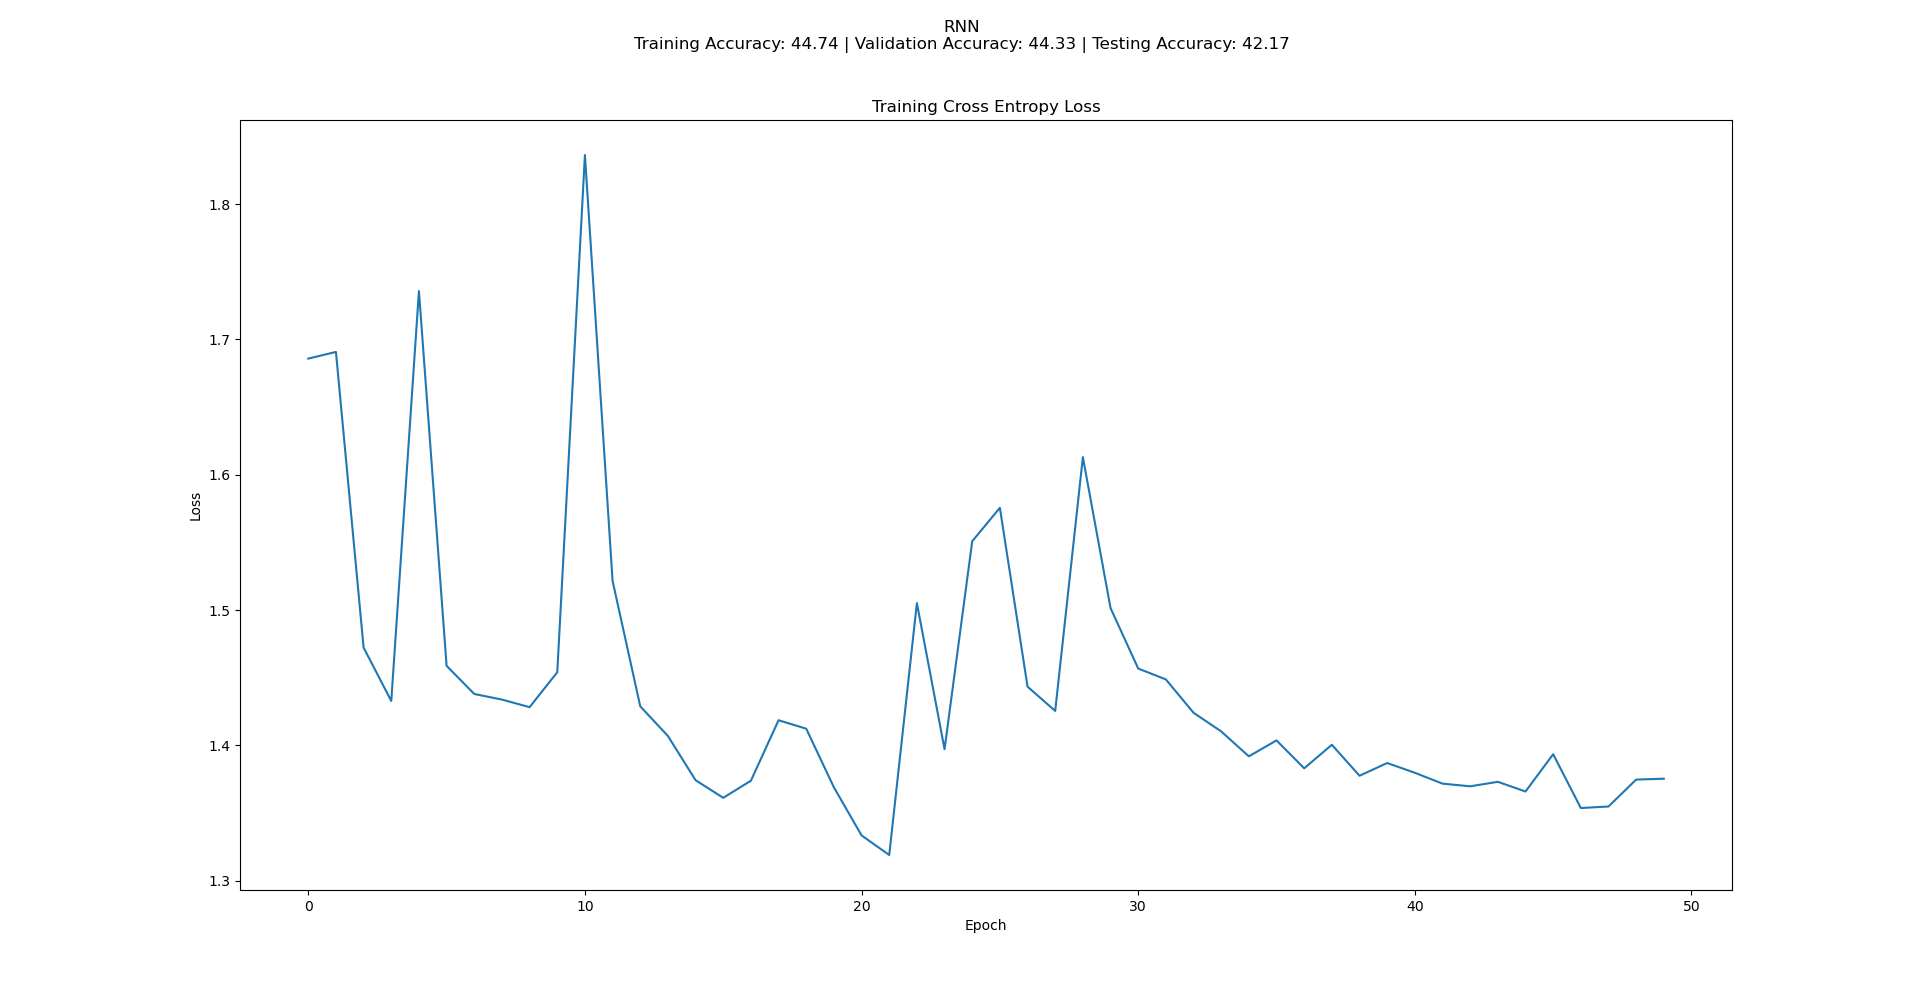 RNN
Training Accuracy: 44.74 | Validation Accuracy: 44.33 | Testing Accuracy: 42.17
Training Cross Entropy Loss
1.8
1.7
1.6
1.5
1.4
1.3
Loss
0 10 20 30 40 50
Epoch